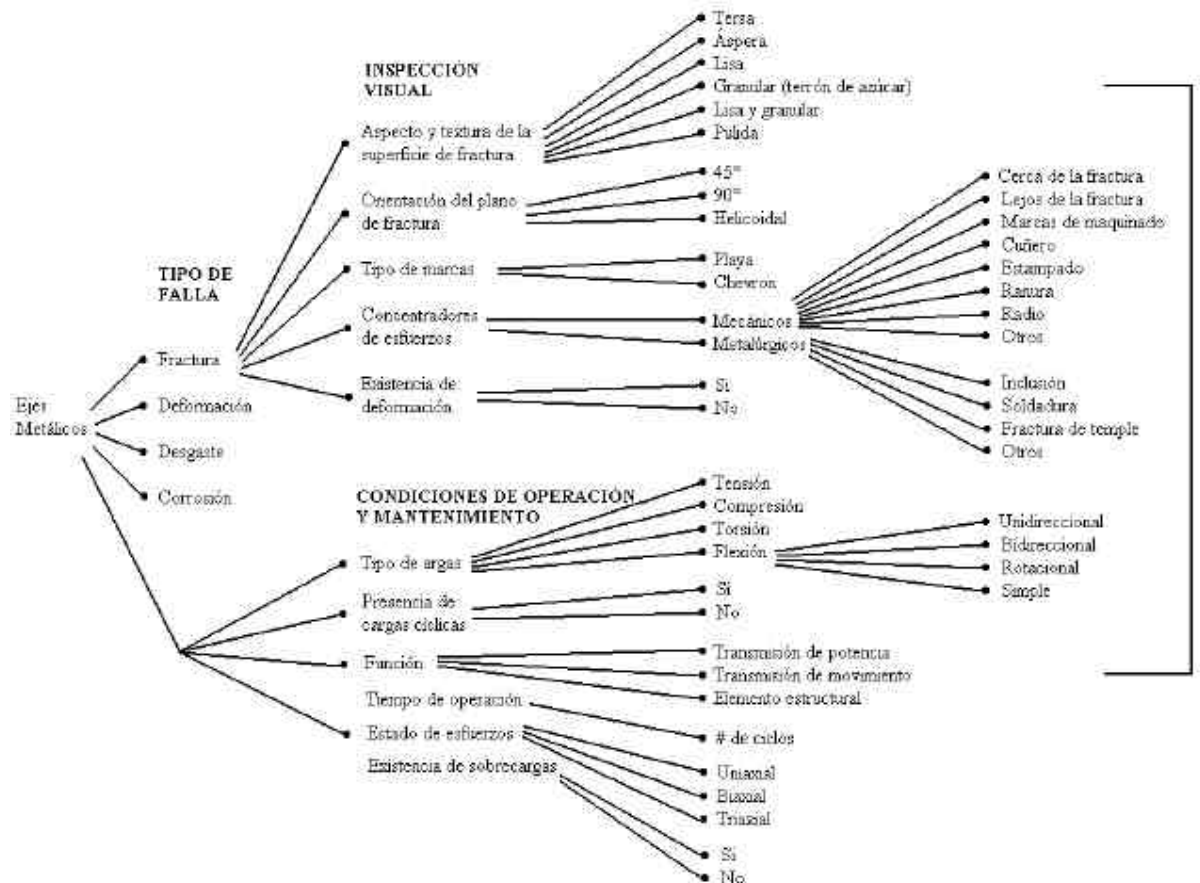 Tersa
Áspera
INSPECCIÓN
VISUAL
Lisa
Granular (terrón de azúcar)
Lisa y granular
Pulida
Aspecto y textura de la
superficie de fractura
45°
90°
Helicoidal
Orientación del plano
de fractura
Cerca de la fractura
Lejos de la fractura
Marcas de maquinado
Cuñero
Estampado
Ranura
Radio
Otros
TIPO DE
FALLA
Tipo de marcas
Playa
Chevron
Concentradores
de esfuerzos
Mecánicos
Metalúrgicos
Fractura
Existencia de
deformación
Si
No
Inclusión
Soldadura
Fractura de temple
Otros
Ejes
Metálicos
Deformación
Desgaste
Corrosión
CONDICIONES DE OPERACIÓN
Y MANTENIMIENTO
Tensión
Compresión
Torsión
Flexión
Unidireccional
Bidireccional
Rotacional
Simple
Tipo de argas
Presencia de
cargas cíclicas
Si
No
Función
Transmisión de potencia
Transmisión de movimiento
Elemento estructural
Tiempo de operación
# de ciclos
Estado de esfuerzos
Uniaxial
Biaxial
Triaxial
Existencia de sobrecargas
Si
No